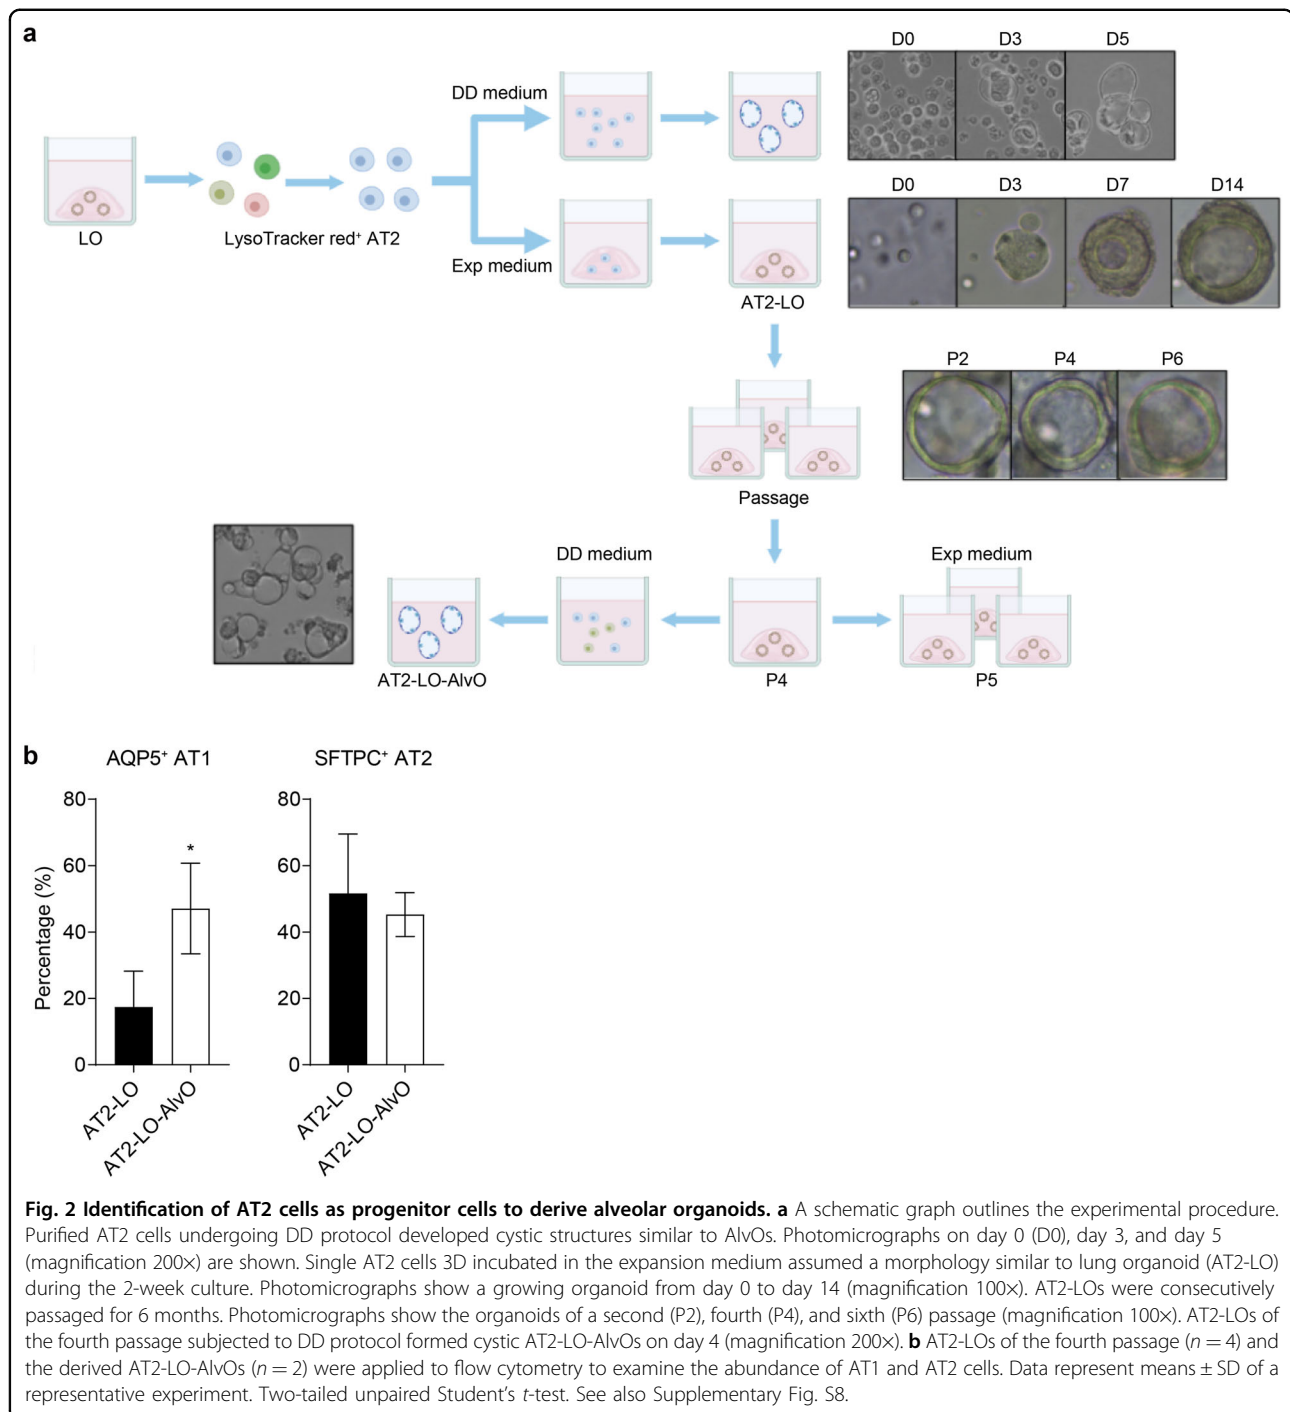 a
D0 D3 D5
DD medium
LO
LysoTracker red⁺ AT2
Exp medium
D0 D3 D7 D14
AT2-LO
P2 P4 P6
Passage
DD medium
Exp medium
AT2-LO-AlvO
P4
P5
b
AQP5⁺ AT1
SFTPC⁺ AT2
Percentage (%)
80
60
40
20
0
*
AT2-LO
AT2-LO-AlvO
80
60
40
20
0
AT2-LO
AT2-LO-AlvO
Fig. 2 Identification of AT2 cells as progenitor cells to derive alveolar organoids. a A schematic graph outlines the experimental procedure.
Purified AT2 cells undergoing DD protocol developed cystic structures similar to AlvOs. Photomicrographs on day 0 (D0), day 3, and day 5
(magnification 200×) are shown. Single AT2 cells 3D incubated in the expansion medium assumed a morphology similar to lung organoid (AT2-LO)
during the 2-week culture. Photomicrographs show a growing organoid from day 0 to day 14 (magnification 100×). AT2-LOs were consecutively
passaged for 6 months. Photomicrographs show the organoids of a second (P2), fourth (P4), and sixth (P6) passage (magnification 100×). AT2-LOs of
the fourth passage subjected to DD protocol formed cystic AT2-LO-AlvOs on day 4 (magnification 200×). b AT2-LOs of the fourth passage (n = 4) and
the derived AT2-LO-AlvOs (n = 2) were applied to flow cytometry to examine the abundance of AT1 and AT2 cells. Data represent means ± SD of a
representative experiment. Two-tailed unpaired Student's t-test. See also Supplementary Fig. S8.